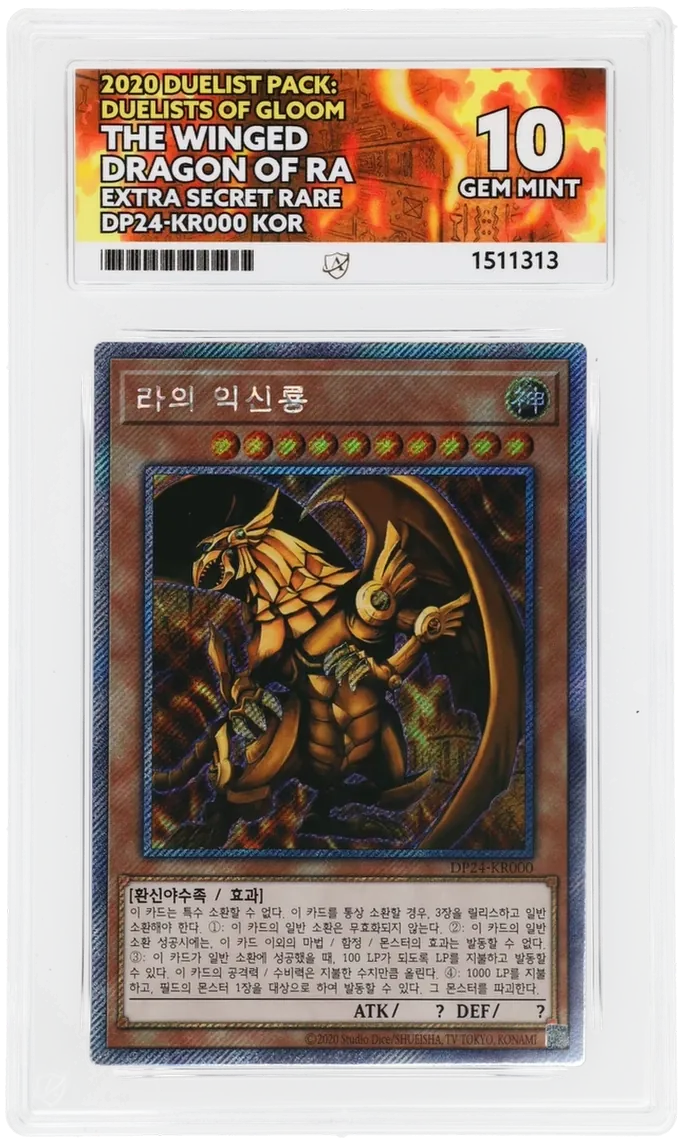 2020 DUELIST PACK:
DUELISTS OF GLOOM
THE WINGED
DRAGON OF RA
EXTRA SECRET RARE
DP24-KR000 KOR
10
GEM MINT
A
1511313
라의 익신룡
神
DP24-KR000
[환신야수족 / 효과]
이 카드는 특수 소환할 수 없다. 이 카드를 통상 소환할 경우, 3장을 릴리스하고 일반
소환해야 한다. ①: 이 카드의 일반 소환은 무효화되지 않는다. ②: 이 카드의 일반
소환 성공시에는, 이 카드 이외의 마법 / 함정 / 몬스터의 효과는 발동할 수 없다.
③: 이 카드가 일반 소환에 성공했을 때, 100 LP가 되도록 LP를 지불하고 발동할
수 있다. 이 카드의 공격력 / 수비력은 지불한 수치만큼 올린다. ④: 1000 LP를 지불
하고, 필드의 몬스터 1장을 대상으로 하여 발동할 수 있다. 그 몬스터를 파괴한다.
ATK/ ? DEF/ ?
©2020 Studio Dice/SHUEISHA, TV TOKYO, KONAMI